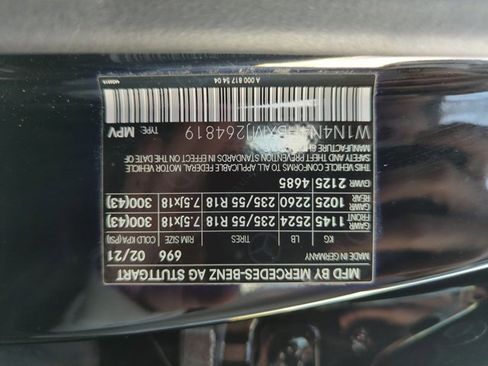 MFD BY MERCEDES-BENZ AG STUTTGART
MADE IN GERMANY
696 02/21
KG LB TIRES RIM SIZE COLD KPA (PSI)
FRONT GAWR 1145 2524 235/55 R18 7.5Jx18 300(43)
REAR GAWR 1025 2260 235/55 R18 7.5Jx18 300(43)
GVWR 2125 4685
THIS VEHICLE CONFORMS TO ALL APPLICABLE
FEDERAL MOTOR VEHICLE
SAFETY AND THEFT PREVENTION STANDARDS IN EFFECT ON THE DATE OF
TYPE: MPV
A 000 817 54 04